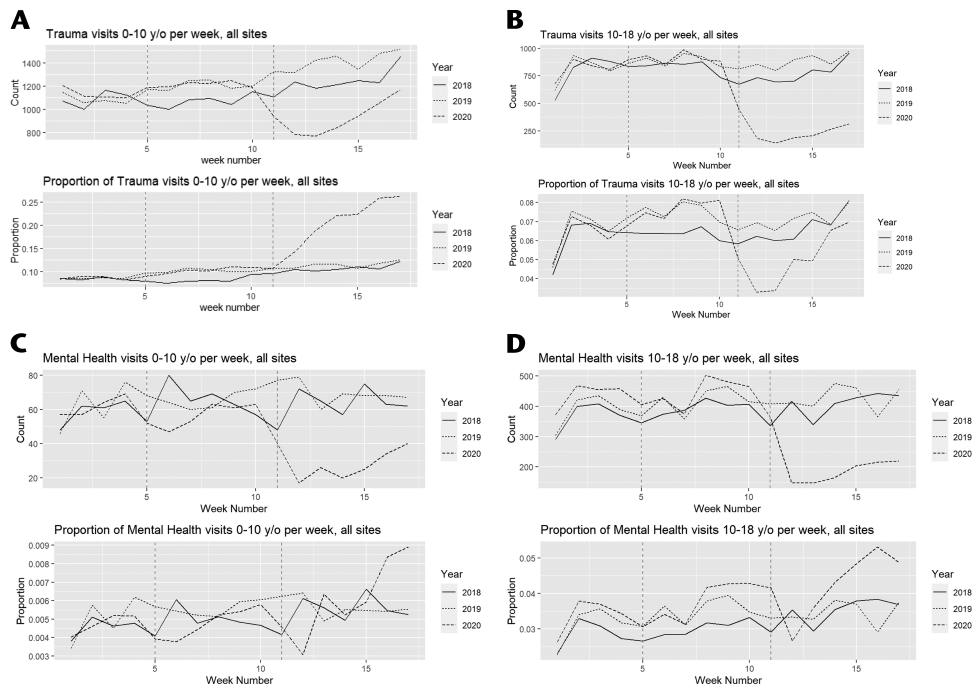 A
Trauma visits 0-10 y/o per week, all sites
1400
1200
1000
800
Count
5
10
15
week number
Year
2018
2019
2020
Proportion of Trauma visits 0-10 y/o per week, all sites
0.25
0.20
0.15
0.10
Proportion
5
10
15
week number
Year
2018
2019
2020
B
Trauma visits 10-18 y/o per week, all sites
1000
750
500
250
Count
5
10
15
Week Number
Year
2018
2019
2020
Proportion of Trauma visits 10-18 y/o per week, all sites
0.08
0.07
0.06
0.05
0.04
Proportion
5
10
15
Week Number
Year
2018
2019
2020
C
Mental Health visits 0-10 y/o per week, all sites
80
60
40
20
Count
5
10
15
Week Number
Year
2018
2019
2020
Proportion of Mental Health visits 0-10 y/o per week, all sites
0.009
0.008
0.007
0.006
0.005
0.004
0.003
Proportion
5
10
15
Week Number
Year
2018
2019
2020
D
Mental Health visits 10-18 y/o per week, all sites
500
400
300
200
Count
5
10
15
Week Number
Year
2018
2019
2020
Proportion of Mental Health visits 10-18 y/o per week, all sites
0.05
0.04
0.03
Proportion
5
10
15
Week Number
Year
2018
2019
2020